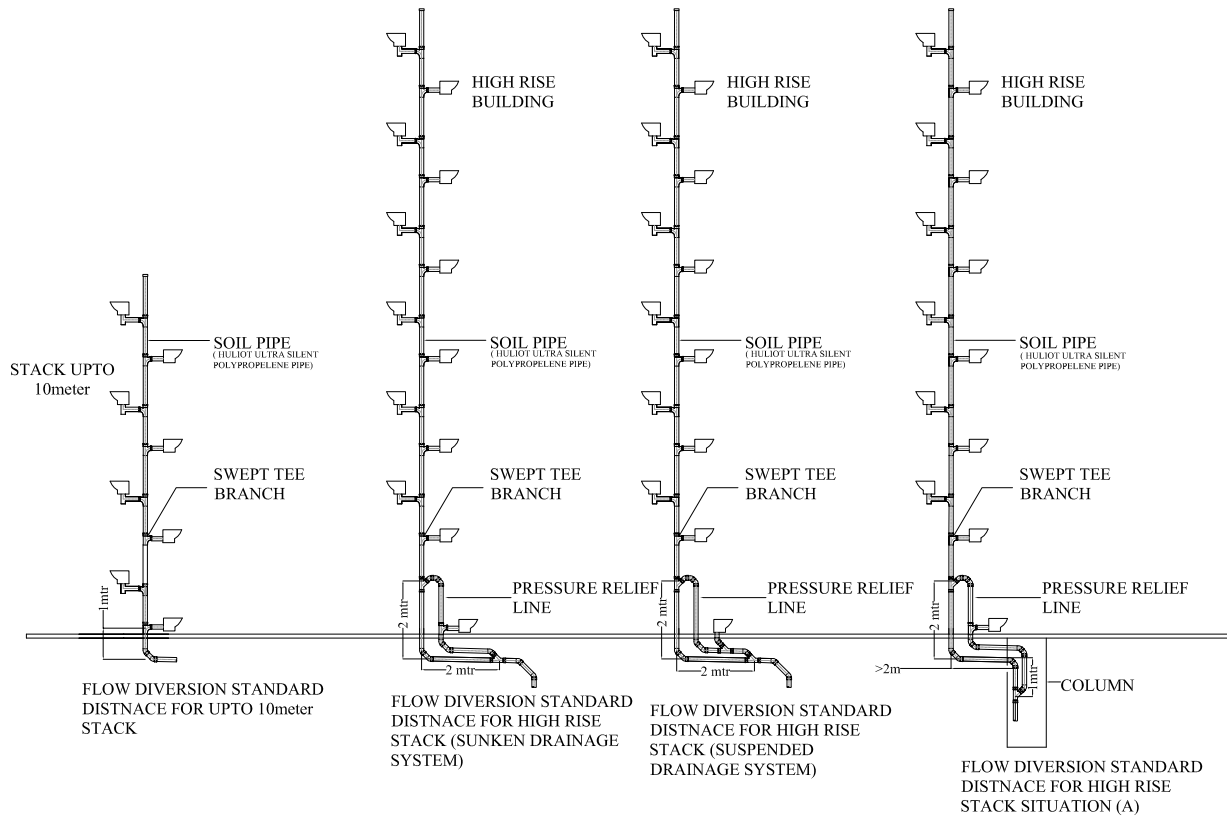 STACK UPTO
10meter
SOIL PIPE
( HULIOT ULTRA SILENT
POLYPROPELENE PIPE)
SWEPT TEE
BRANCH
1mtr
FLOW DIVERSION STANDARD
DISTNACE FOR UPTO 10meter
STACK
HIGH RISE
BUILDING
SOIL PIPE
( HULIOT ULTRA SILENT
POLYPROPELENE PIPE)
SWEPT TEE
BRANCH
PRESSURE RELIEF
LINE
2 mtr
2 mtr
FLOW DIVERSION STANDARD
DISTNACE FOR HIGH RISE
STACK (SUNKEN DRAINAGE
SYSTEM)
HIGH RISE
BUILDING
SOIL PIPE
( HULIOT ULTRA SILENT
POLYPROPELENE PIPE)
SWEPT TEE
BRANCH
PRESSURE RELIEF
LINE
2 mtr
2 mtr
FLOW DIVERSION STANDARD
DISTNACE FOR HIGH RISE
STACK (SUSPENDED
DRAINAGE SYSTEM)
HIGH RISE
BUILDING
SOIL PIPE
( HULIOT ULTRA SILENT
POLYPROPELENE PIPE)
SWEPT TEE
BRANCH
PRESSURE RELIEF
LINE
2 mtr
>2m
1mtr
COLUMN
FLOW DIVERSION STANDARD
DISTNACE FOR HIGH RISE
STACK SITUATION (A)